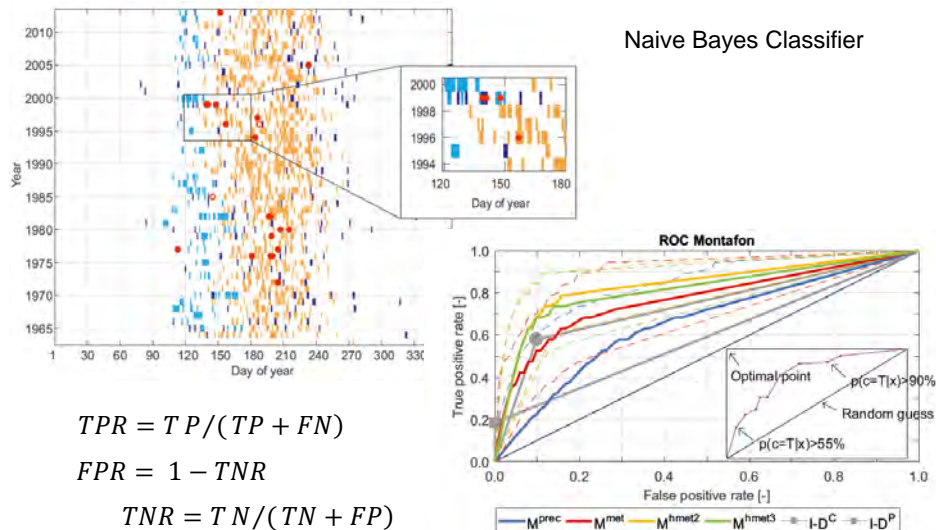 Naive Bayes Classifier
2010
2005
2000
1995
1990
1985
1980
1975
1970
1965
Year
1 30 60 90 120 150 180 210 240 270 300 330
Day of year
2000
1998
1996
1994
120 150 180
Day of year
ROC Montafon
1.0
0.8
0.6
0.4
0.2
0.0
True positive rate [-]
Optimal point
p(c=T|x)>90%
Random guess
p(c=T|x)>55%
0.0 0.2 0.4 0.6 0.8 1.0
False positive rate [-]
M^prec M^met M^hmet2 M^hmet3 I-D^C I-D^P
TPR = TP/(TP + FN)
FPR = 1 − TNR
TNR = TN/(TN + FP)